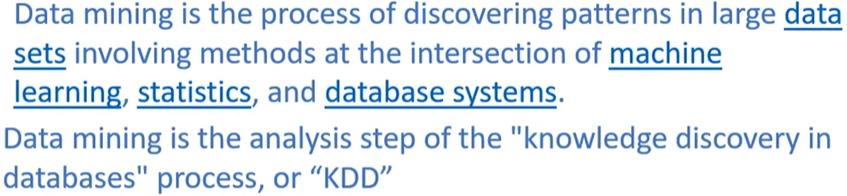 Data mining is the process of discovering patterns in large data
sets involving methods at the intersection of machine
learning, statistics, and database systems.
Data mining is the analysis step of the "knowledge discovery in
databases" process, or “KDD”